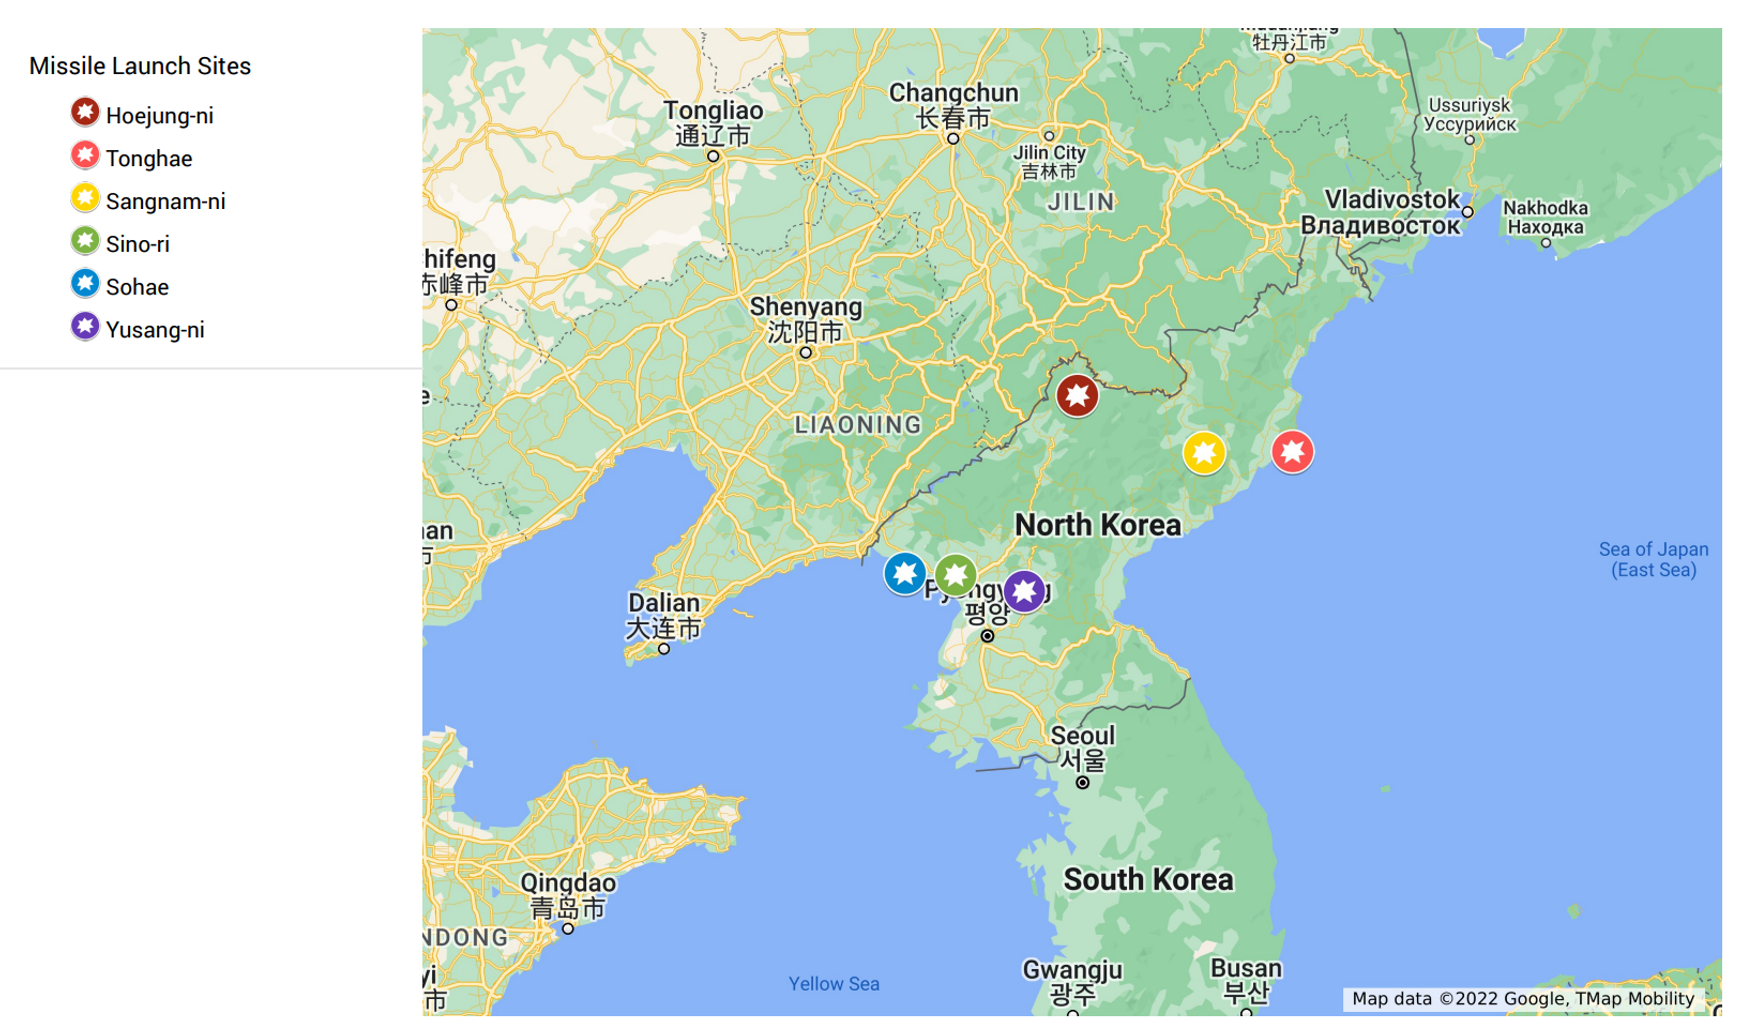 Missile Launch Sites
Hoejung-ni
Tonghae
Sangnam-ni
Sino-ri
Sohae
Yusang-ni
牡丹江市
Changchun
长春市
Tongliao
通辽市
Ussuriysk
Уссурийск
Jilin City
吉林市
JILIN
Vladivostok
Владивосток
Nakhodka
Находка
hifeng
赤峰市
Shenyang
沈阳市
LIAONING
North Korea
Sea of Japan
(East Sea)
Dalian
大连市
평양
Seoul
서울
South Korea
Qingdao
青岛市
NDONG
Yellow Sea
Gwangju
광주
Busan
부산
市
Map data ©2022 Google, TMap Mobility